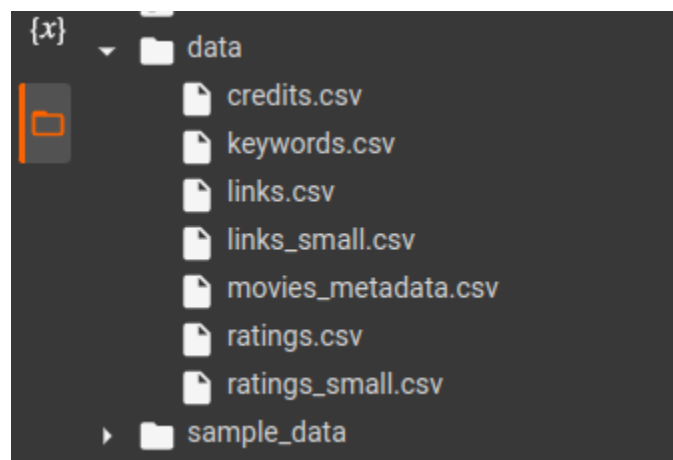 {x}
data
credits.csv
keywords.csv
links.csv
links_small.csv
movies_metadata.csv
ratings.csv
ratings_small.csv
sample_data